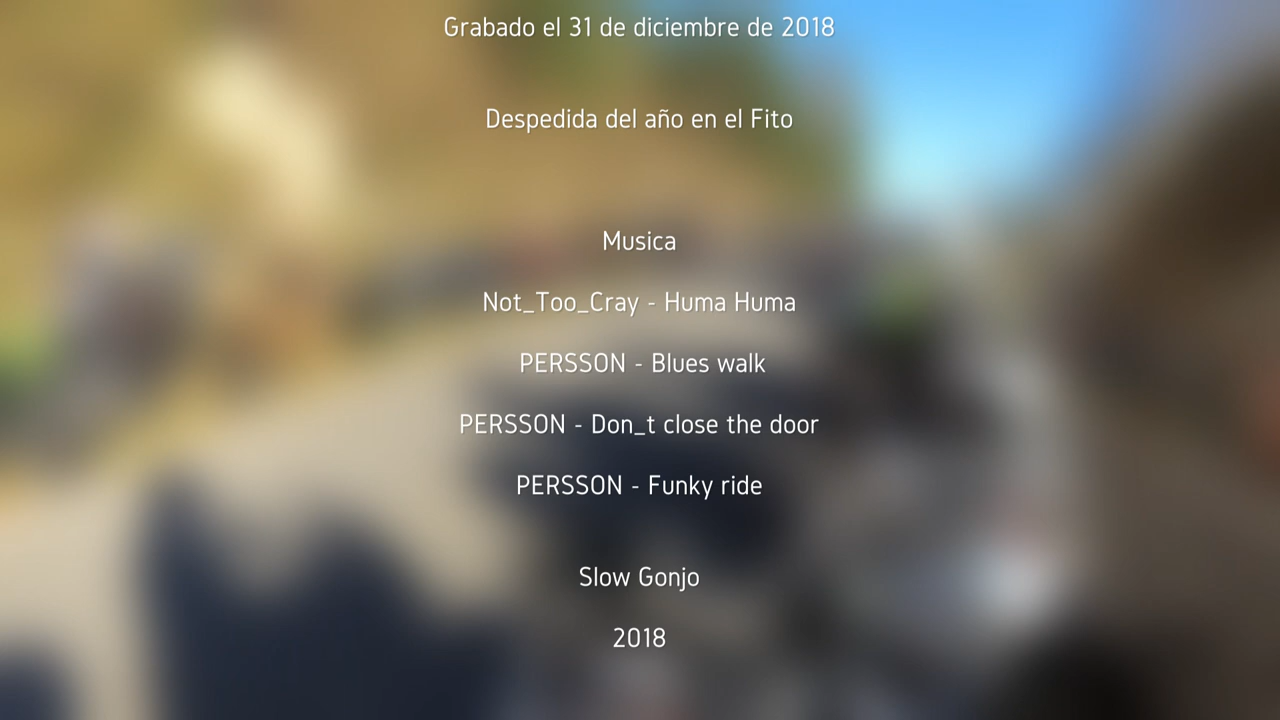 Grabado el 31 de diciembre de 2018
Despedida del año en el Fito
Musica
Not_Too_Cray - Huma Huma
PERSSON - Blues walk
PERSSON - Don_t close the door
PERSSON - Funky ride
Slow Gonjo
2018